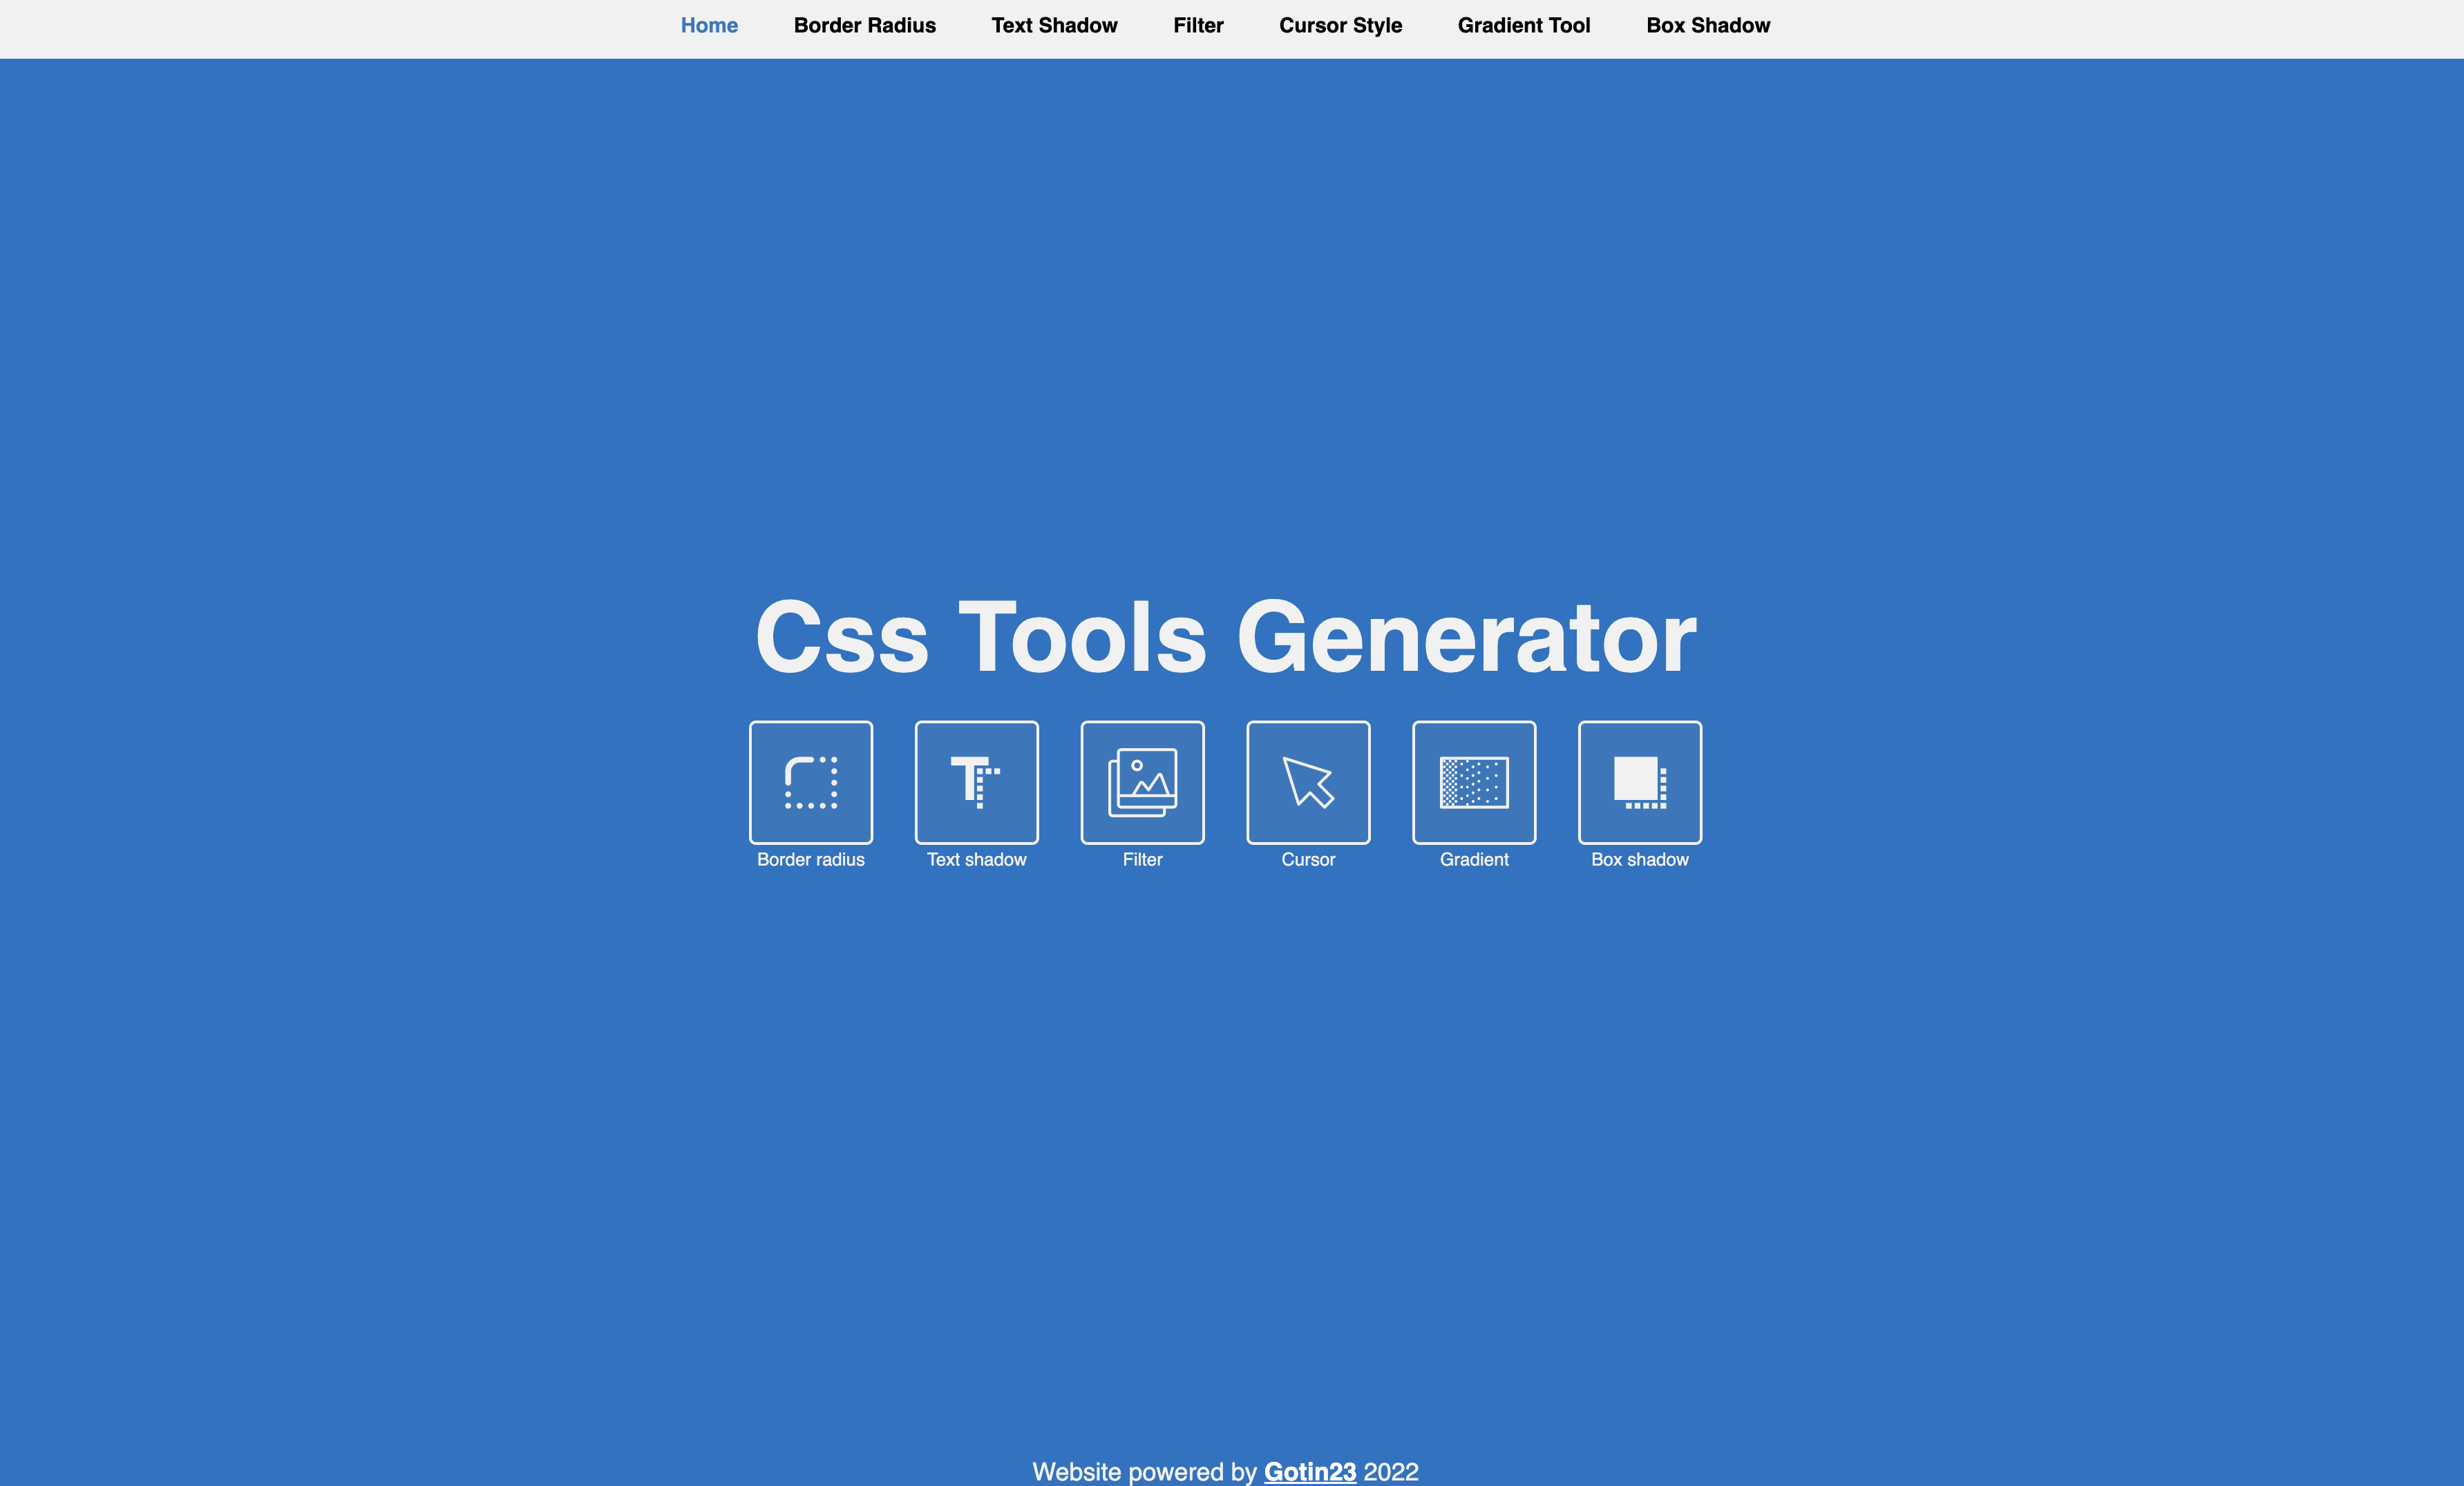 Home Border Radius Text Shadow Filter Cursor Style Gradient Tool Box Shadow
Css Tools Generator
Border radius Text shadow Filter Cursor Gradient Box shadow
Website powered by Gotin23 2022